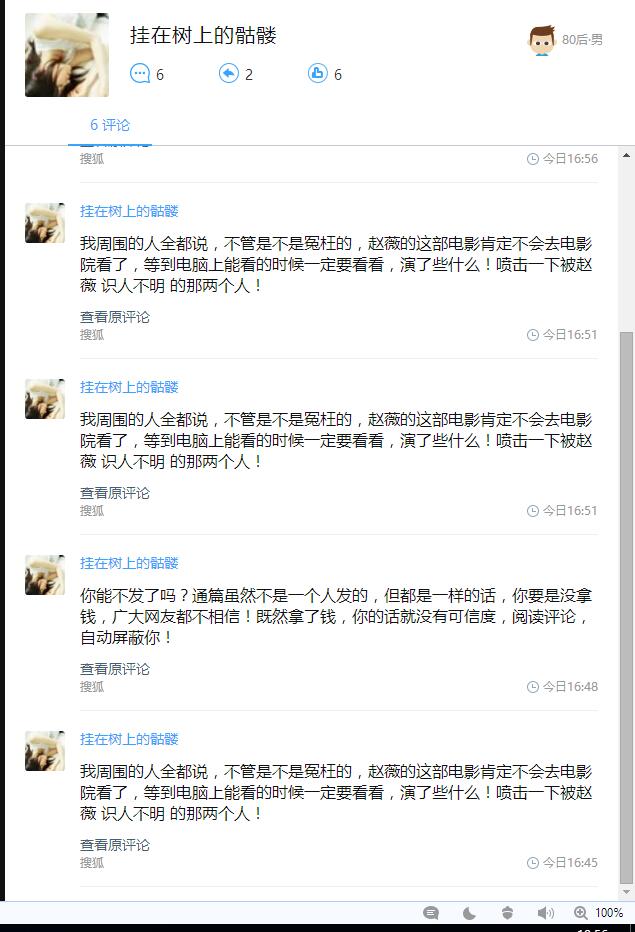 挂在树上的骷髅
80后·男
6
2
6
6 评论
搜狐
今日16:56
挂在树上的骷髅
我周围的人全都说，不管是不是冤枉的，赵薇的这部电影肯定不会去电影
院看了，等到电脑上能看的时候一定要看看，演了些什么！喷击一下被赵
薇 识人不明 的那两个人！
查看原评论
搜狐
今日16:51
挂在树上的骷髅
我周围的人全都说，不管是不是冤枉的，赵薇的这部电影肯定不会去电影
院看了，等到电脑上能看的时候一定要看看，演了些什么！喷击一下被赵
薇 识人不明 的那两个人！
查看原评论
搜狐
今日16:51
挂在树上的骷髅
你能不发了吗？通篇虽然不是一个人发的，但都是一样的话，你要是没拿
钱，广大网友都不相信！既然拿了钱，你的话就没有可信度，阅读评论，
自动屏蔽你！
查看原评论
搜狐
今日16:48
挂在树上的骷髅
我周围的人全都说，不管是不是冤枉的，赵薇的这部电影肯定不会去电影
院看了，等到电脑上能看的时候一定要看看，演了些什么！喷击一下被赵
薇 识人不明 的那两个人！
查看原评论
搜狐
今日16:45
100%